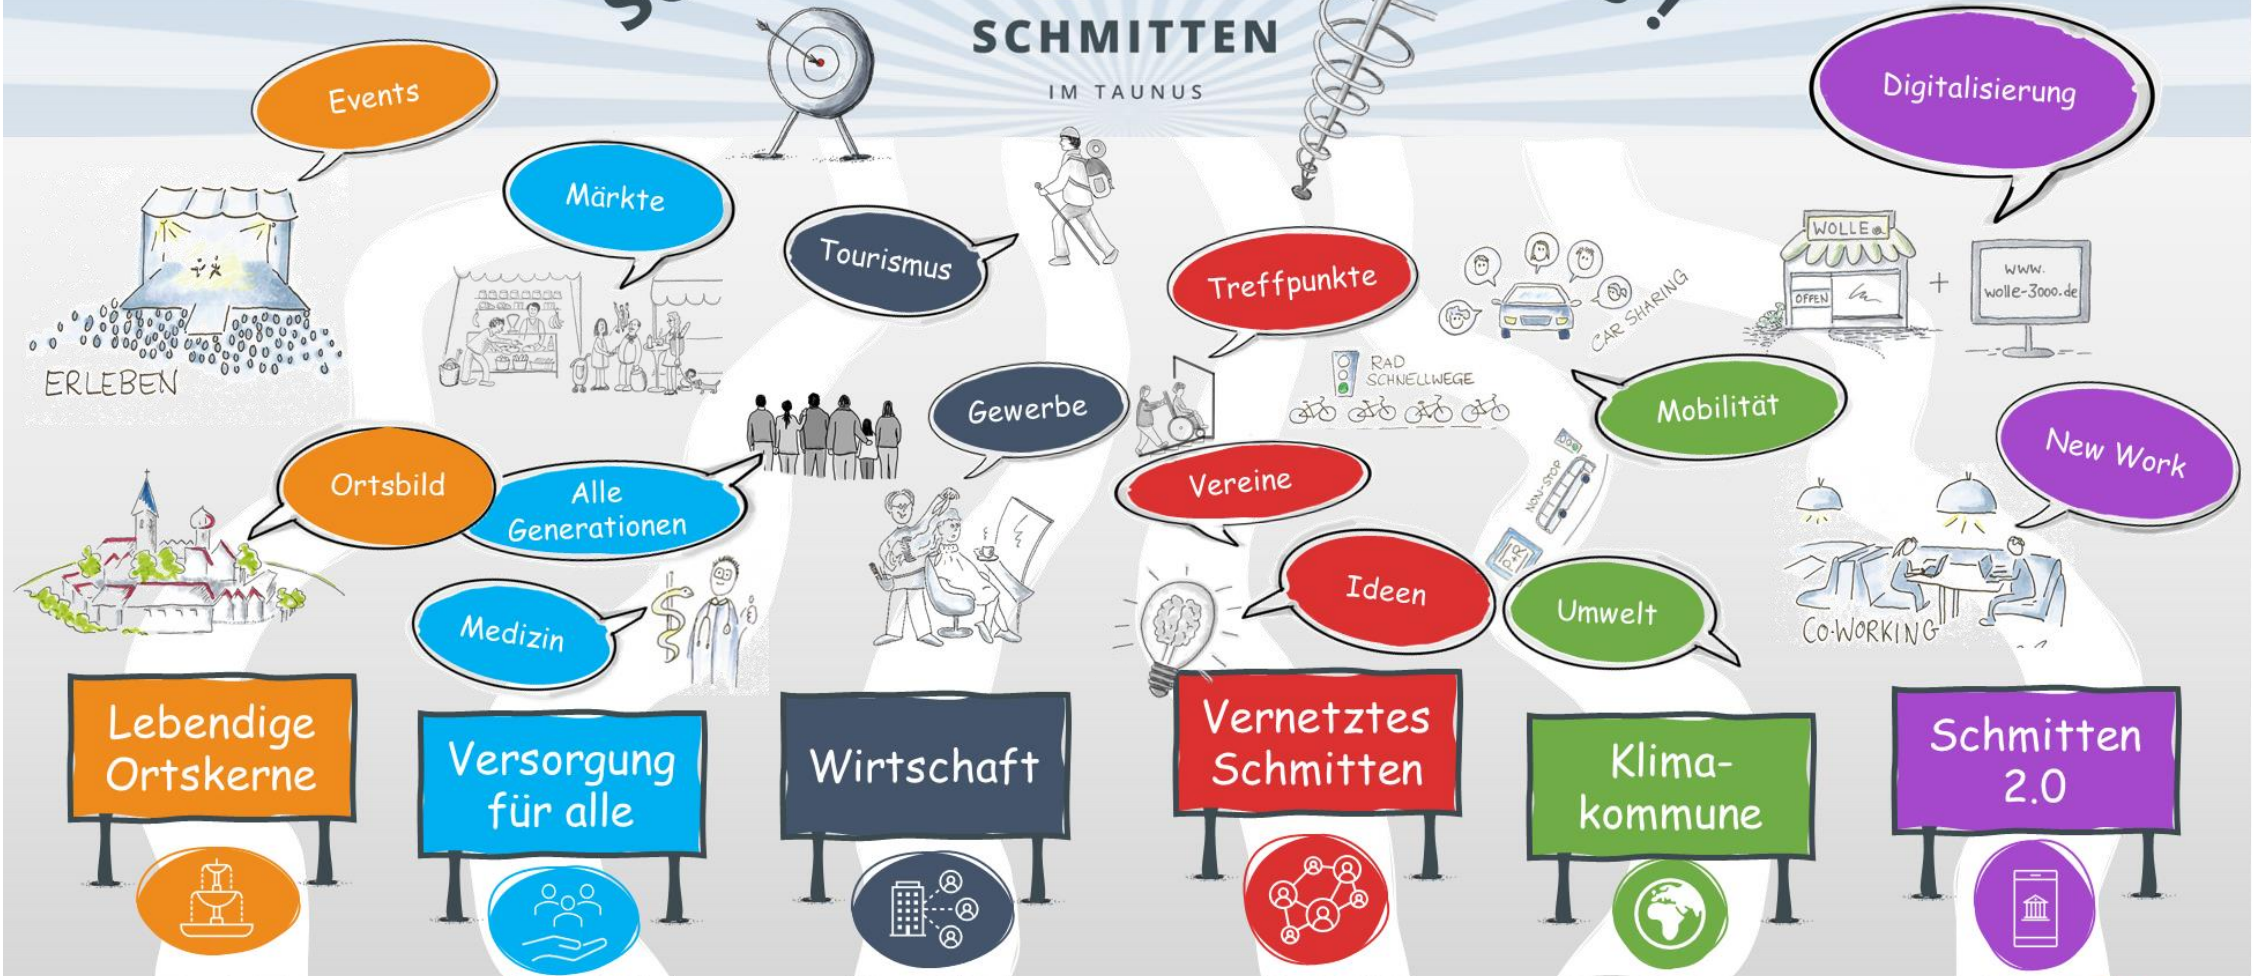 SCHMITTEN
IM TAUNUS
Events
Märkte
Tourismus
Treffpunkte
Digitalisierung
WOLLE
OFFEN
+
www.
wolle-3000.de
CAR SHARING
RAD
SCHNELLWEGE
ERLEBEN
Gewerbe
Mobilität
New Work
Ortsbild
Alle
Generationen
Vereine
NON-STOP
P+R
Medizin
Ideen
Umwelt
CO-WORKING
Lebendige
Ortskerne
Versorgung
für alle
Wirtschaft
Vernetztes
Schmitten
Klima-
kommune
Schmitten
2.0